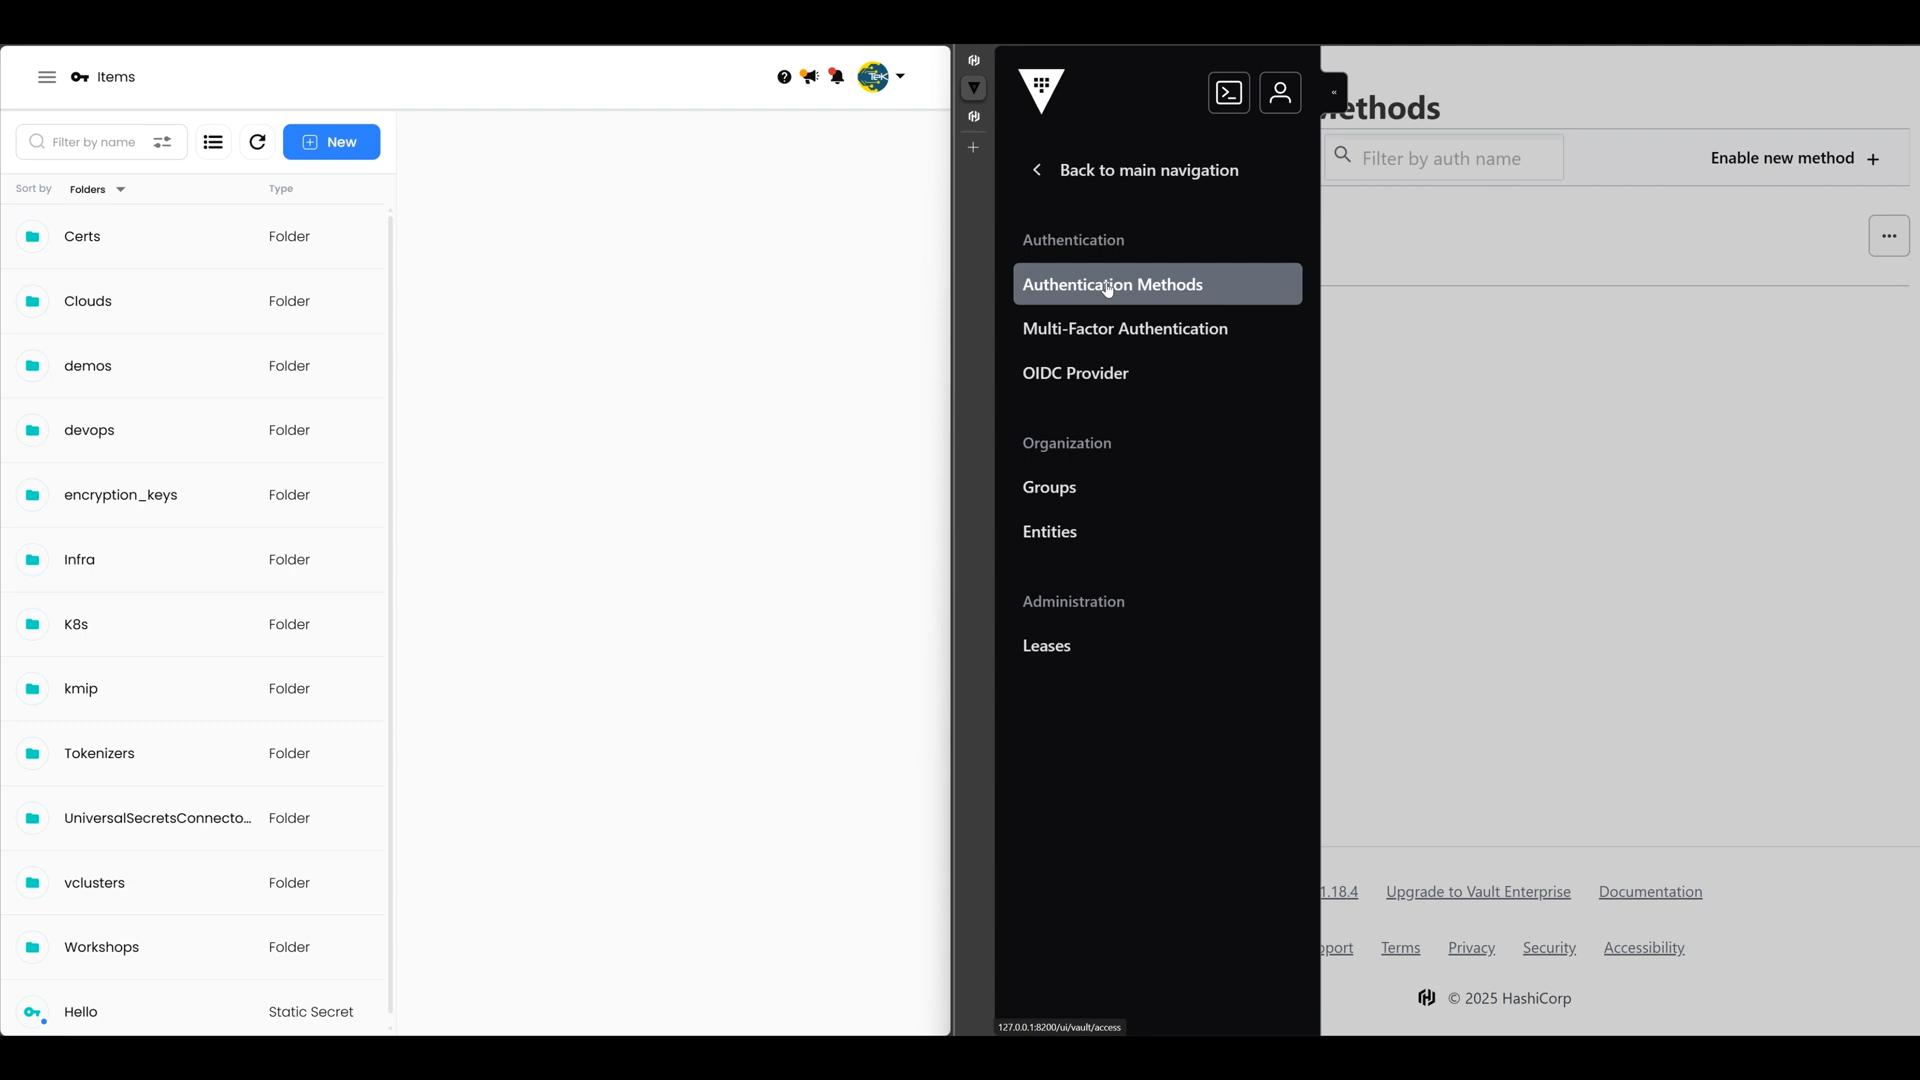 Items
Filter by name
New
Sort by Folders Type
Certs Folder
Clouds Folder
demos Folder
devops Folder
encryption_keys Folder
Infra Folder
K8s Folder
kmip Folder
Tokenizers Folder
UniversalSecretsConnecto... Folder
vclusters Folder
Workshops Folder
Hello Static Secret
Back to main navigation
Authentication
Authentication Methods
Multi-Factor Authentication
OIDC Provider
Organization
Groups
Entities
Administration
Leases
127.0.0.1:8200/ui/vault/access
ethods
Filter by auth name
Enable new method +
1.18.4 Upgrade to Vault Enterprise Documentation
pport Terms Privacy Security Accessibility
© 2025 HashiCorp